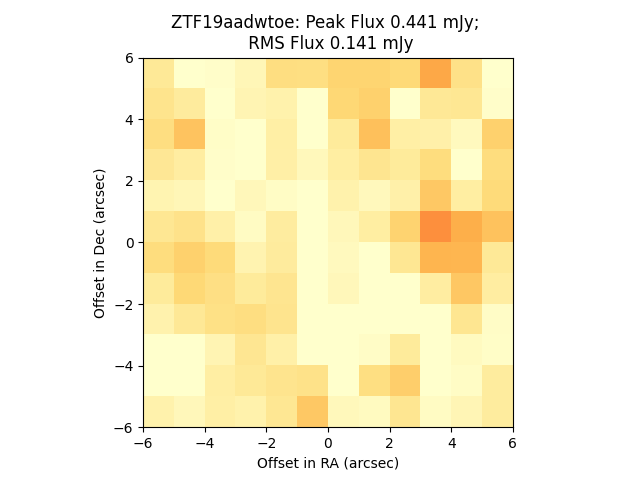 ZTF19aadwtoe: Peak Flux 0.441 mJy;
RMS Flux 0.141 mJy
6
4
2
0
−2
−4
−6
Offset in Dec (arcsec)
−6 −4 −2 0 2 4 6
Offset in RA (arcsec)